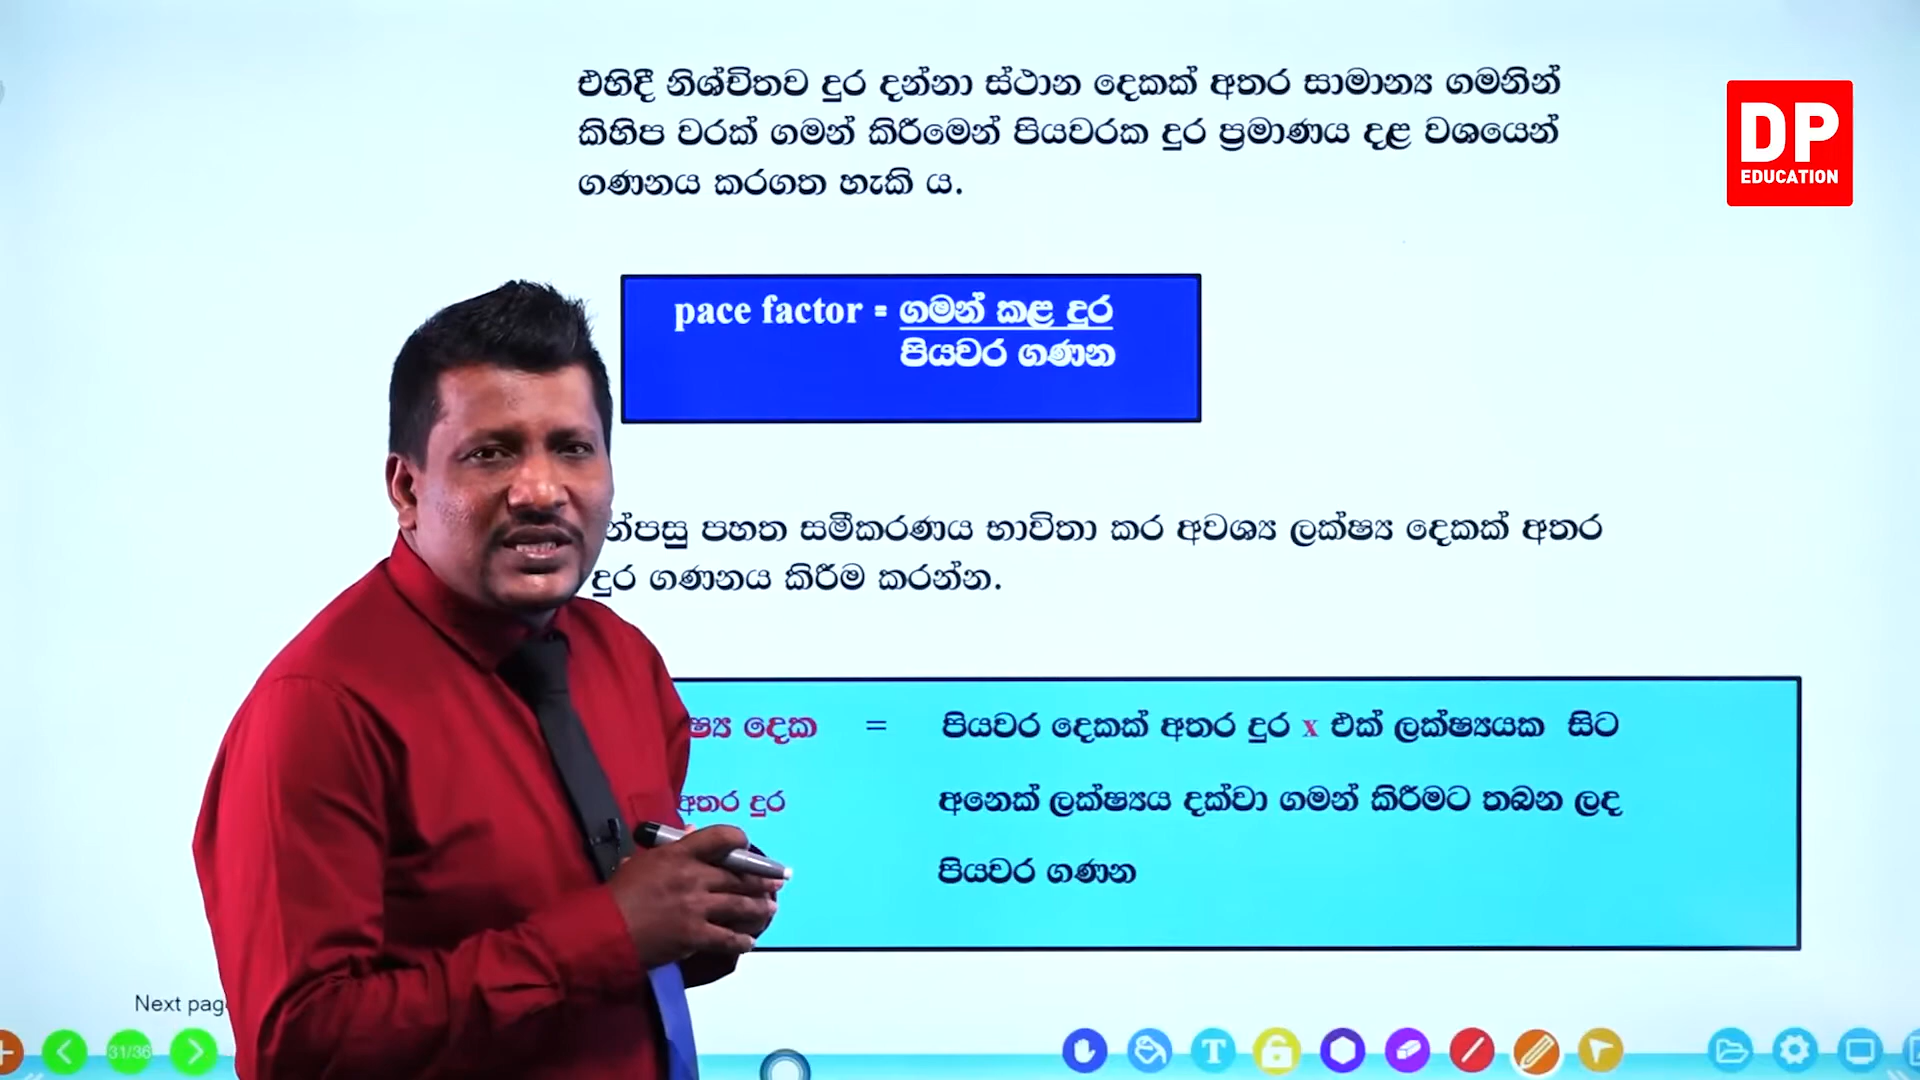 එහිදී නිශ්චිතව දුර දන්නා ස්ථාන දෙකක් අතර සාමාන්‍ය ගමනින්
කිහිප වරක් ගමන් කිරීමෙන් පියවරක දුර ප්‍රමාණය දළ වශයෙන්
ගණනය කරගත හැකි ය.
DP
EDUCATION
pace factor = ගමන් කළ දුර
පියවර ගණන
පහත සමීකරණය භාවිතා කර අවශ්‍ය ලක්ෂ්‍ය දෙකක් අතර
දුර ගණනය කිරීම කරන්න.
දෙක = පියවර දෙකක් අතර දුර x එක් ලක්ෂ්‍යයක සිට
අතර දුර අනෙක් ලක්ෂ්‍යය දක්වා ගමන් කිරීමට තබන ලද
පියවර ගණන
Next
31/36